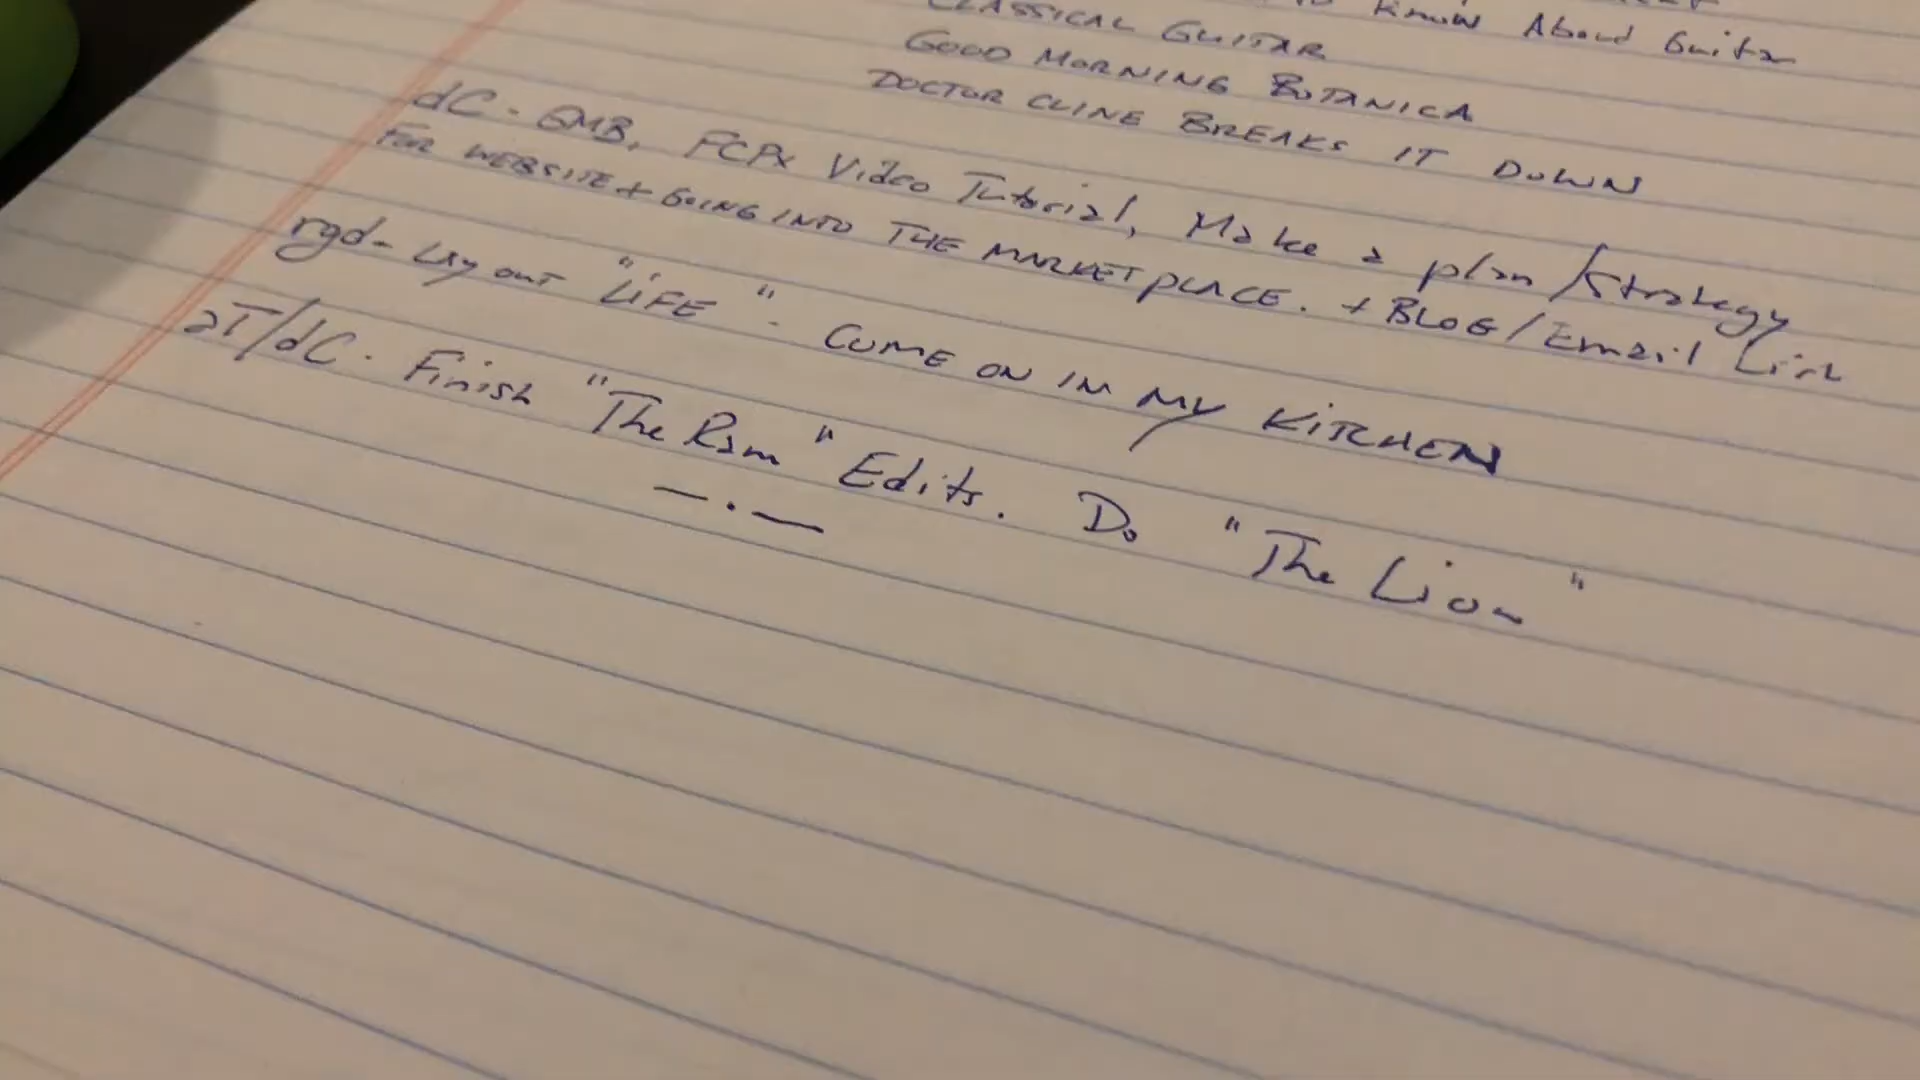 to Know About Guitar
CLASSICAL GUITAR
GOOD MORNING BOTANICA
DOCTOR CLINE BREAKS IT DOWN
dC - GMB, FCPx Video Tutorial, Make a plan/Strategy
FOR WEBSITE + GOING INTO THE MARKETPLACE. + BLOG/Email List
rgd - Lay out "LiFE" - COME ON IN MY KiTCHEN
aT/dC. Finish "The Ram" Edits. Do "The Lion"
— . —